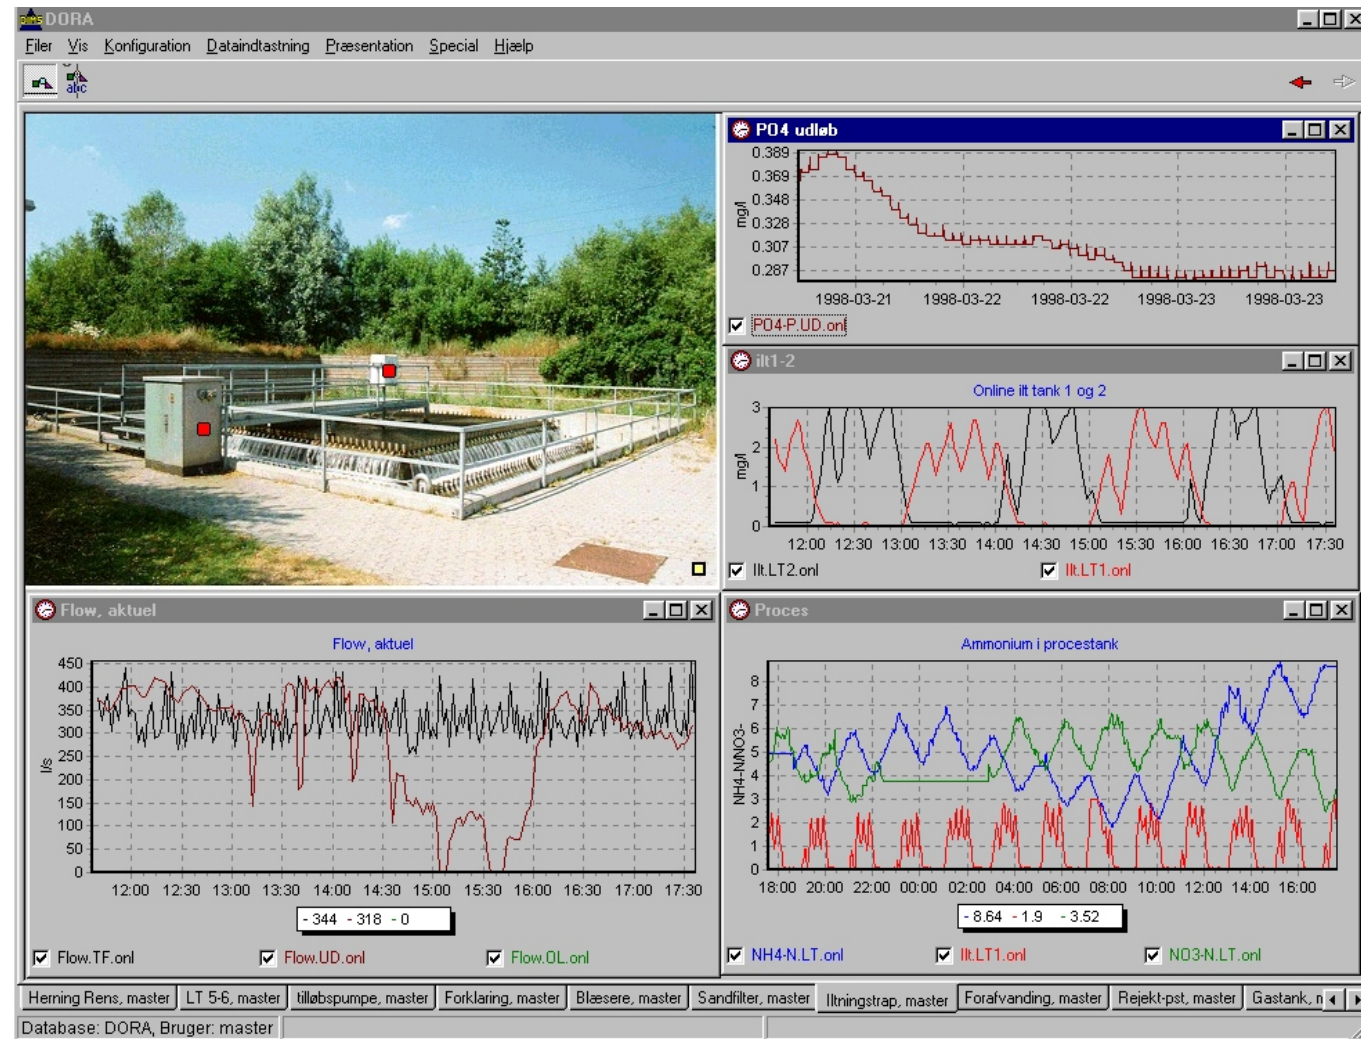 DIMS DORA
Filer Vis Konfiguration Dataindtastning Præsentation Special Hjælp
abc
PO4 udløb
0.389
0.369
0.348
0.328
0.307
0.287
mg/l
1998-03-21 1998-03-22 1998-03-22 1998-03-23 1998-03-23
PO4-P.UD.onl
ilt1-2
Online ilt tank 1 og 2
3
2
1
0
mg/l
12:00 12:30 13:00 13:30 14:00 14:30 15:00 15:30 16:00 16:30 17:00 17:30
Ilt.LT2.onl Ilt.LT1.onl
Flow, aktuel
Flow, aktuel
450
400
350
300
250
200
150
100
50
0
l/s
12:00 12:30 13:00 13:30 14:00 14:30 15:00 15:30 16:00 16:30 17:00 17:30
- 344 - 318 - 0
Flow.TF.onl Flow.UD.onl Flow.OL.onl
Proces
Ammonium i procestank
8
7
6
5
4
3
2
1
0
NH4-N/NO3-
18:00 20:00 22:00 00:00 02:00 04:00 06:00 08:00 10:00 12:00 14:00 16:00
- 8.64 - 1.9 - 3.52
NH4-N.LT.onl Ilt.LT1.onl NO3-N.LT.onl
Herning Rens, master LT 5-6, master tilløbspumpe, master Forklaring, master Blæsere, master Sandfilter, master Iltningstrap, master Forafvanding, master Rejekt-pst, master Gastank,
Database: DORA, Bruger: master